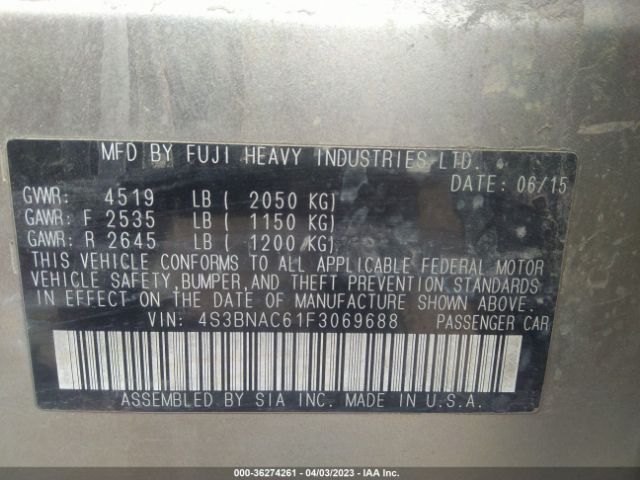 MFD BY FUJI HEAVY INDUSTRIES LTD.
DATE: 06/15
GVWR: 4519 LB ( 2050 KG)
GAWR: F 2535 LB ( 1150 KG)
GAWR: R 2645 LB ( 1200 KG)
THIS VEHICLE CONFORMS TO ALL APPLICABLE FEDERAL MOTOR
VEHICLE SAFETY, BUMPER, AND THEFT PREVENTION STANDARDS
IN EFFECT ON THE DATE OF MANUFACTURE SHOWN ABOVE.
VIN: 4S3BNAC61F3069688 PASSENGER CAR
ASSEMBLED BY SIA INC. MADE IN U.S.A.
000-36274261 - 04/03/2023 - IAA Inc.